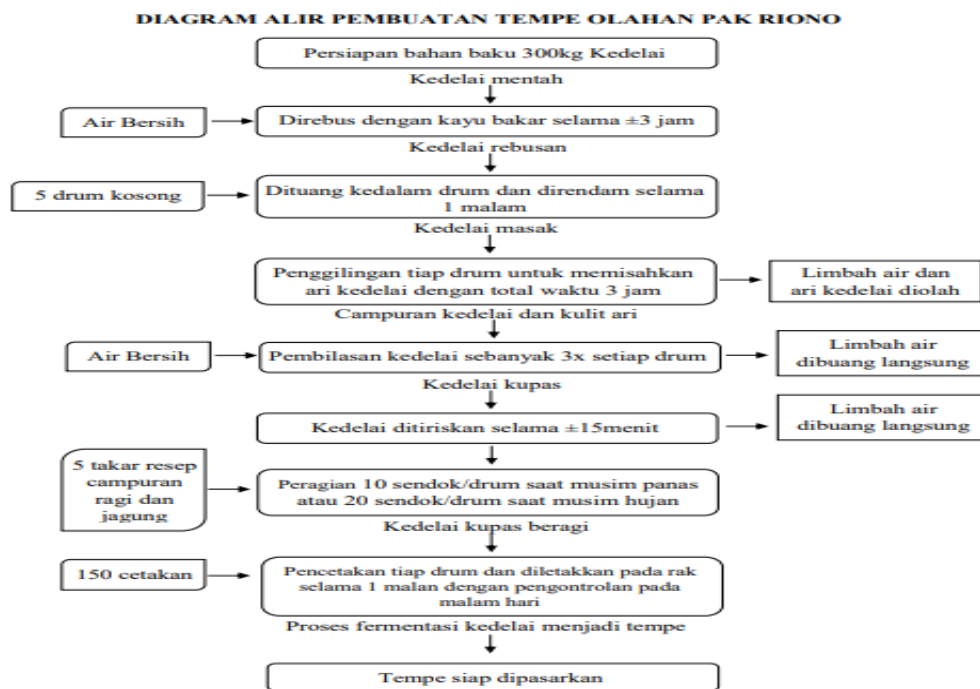 DIAGRAM ALIR PEMBUATAN TEMPE OLAHAN PAK RIONO
Persiapan bahan baku 300kg Kedelai
Kedelai mentah
Air Bersih
Direbus dengan kayu bakar selama ±3 jam
Kedelai rebusan
5 drum kosong
Dituang kedalam drum dan direndam selama
1 malam
Kedelai masak
Penggilingan tiap drum untuk memisahkan
ari kedelai dengan total waktu 3 jam
Limbah air dan
ari kedelai diolah
Campuran kedelai dan kulit ari
Air Bersih
Pembilasan kedelai sebanyak 3x setiap drum
Limbah air
dibuang langsung
Kedelai kupas
Kedelai ditiriskan selama ±15menit
Limbah air
dibuang langsung
5 takar resep
campuran
ragi dan
jagung
Peragian 10 sendok/drum saat musim panas
atau 20 sendok/drum saat musim hujan
Kedelai kupas beragi
150 cetakan
Pencetakan tiap drum dan diletakkan pada rak
selama 1 malan dengan pengontrolan pada
malam hari
Proses fermentasi kedelai menjadi tempe
Tempe siap dipasarkan